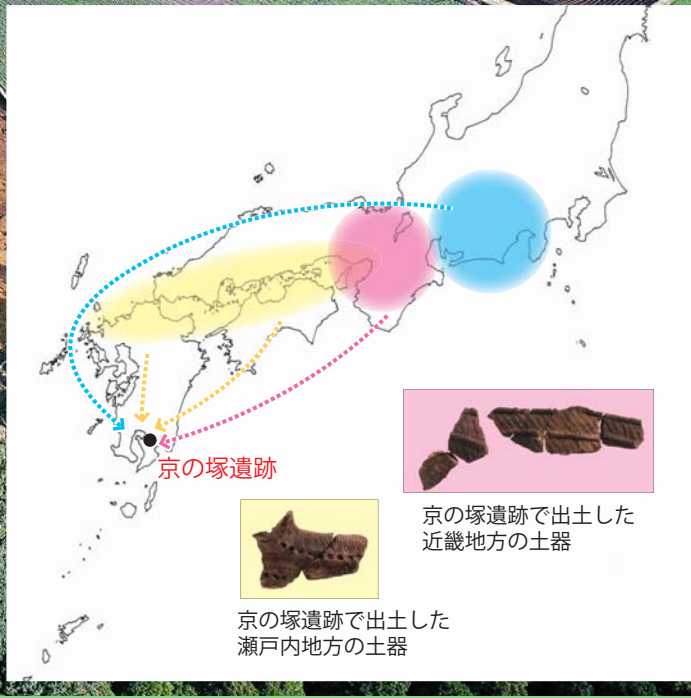 京の塚遺跡
京の塚遺跡で出土した
近畿地方の土器
京の塚遺跡で出土した
瀬戸内地方の土器